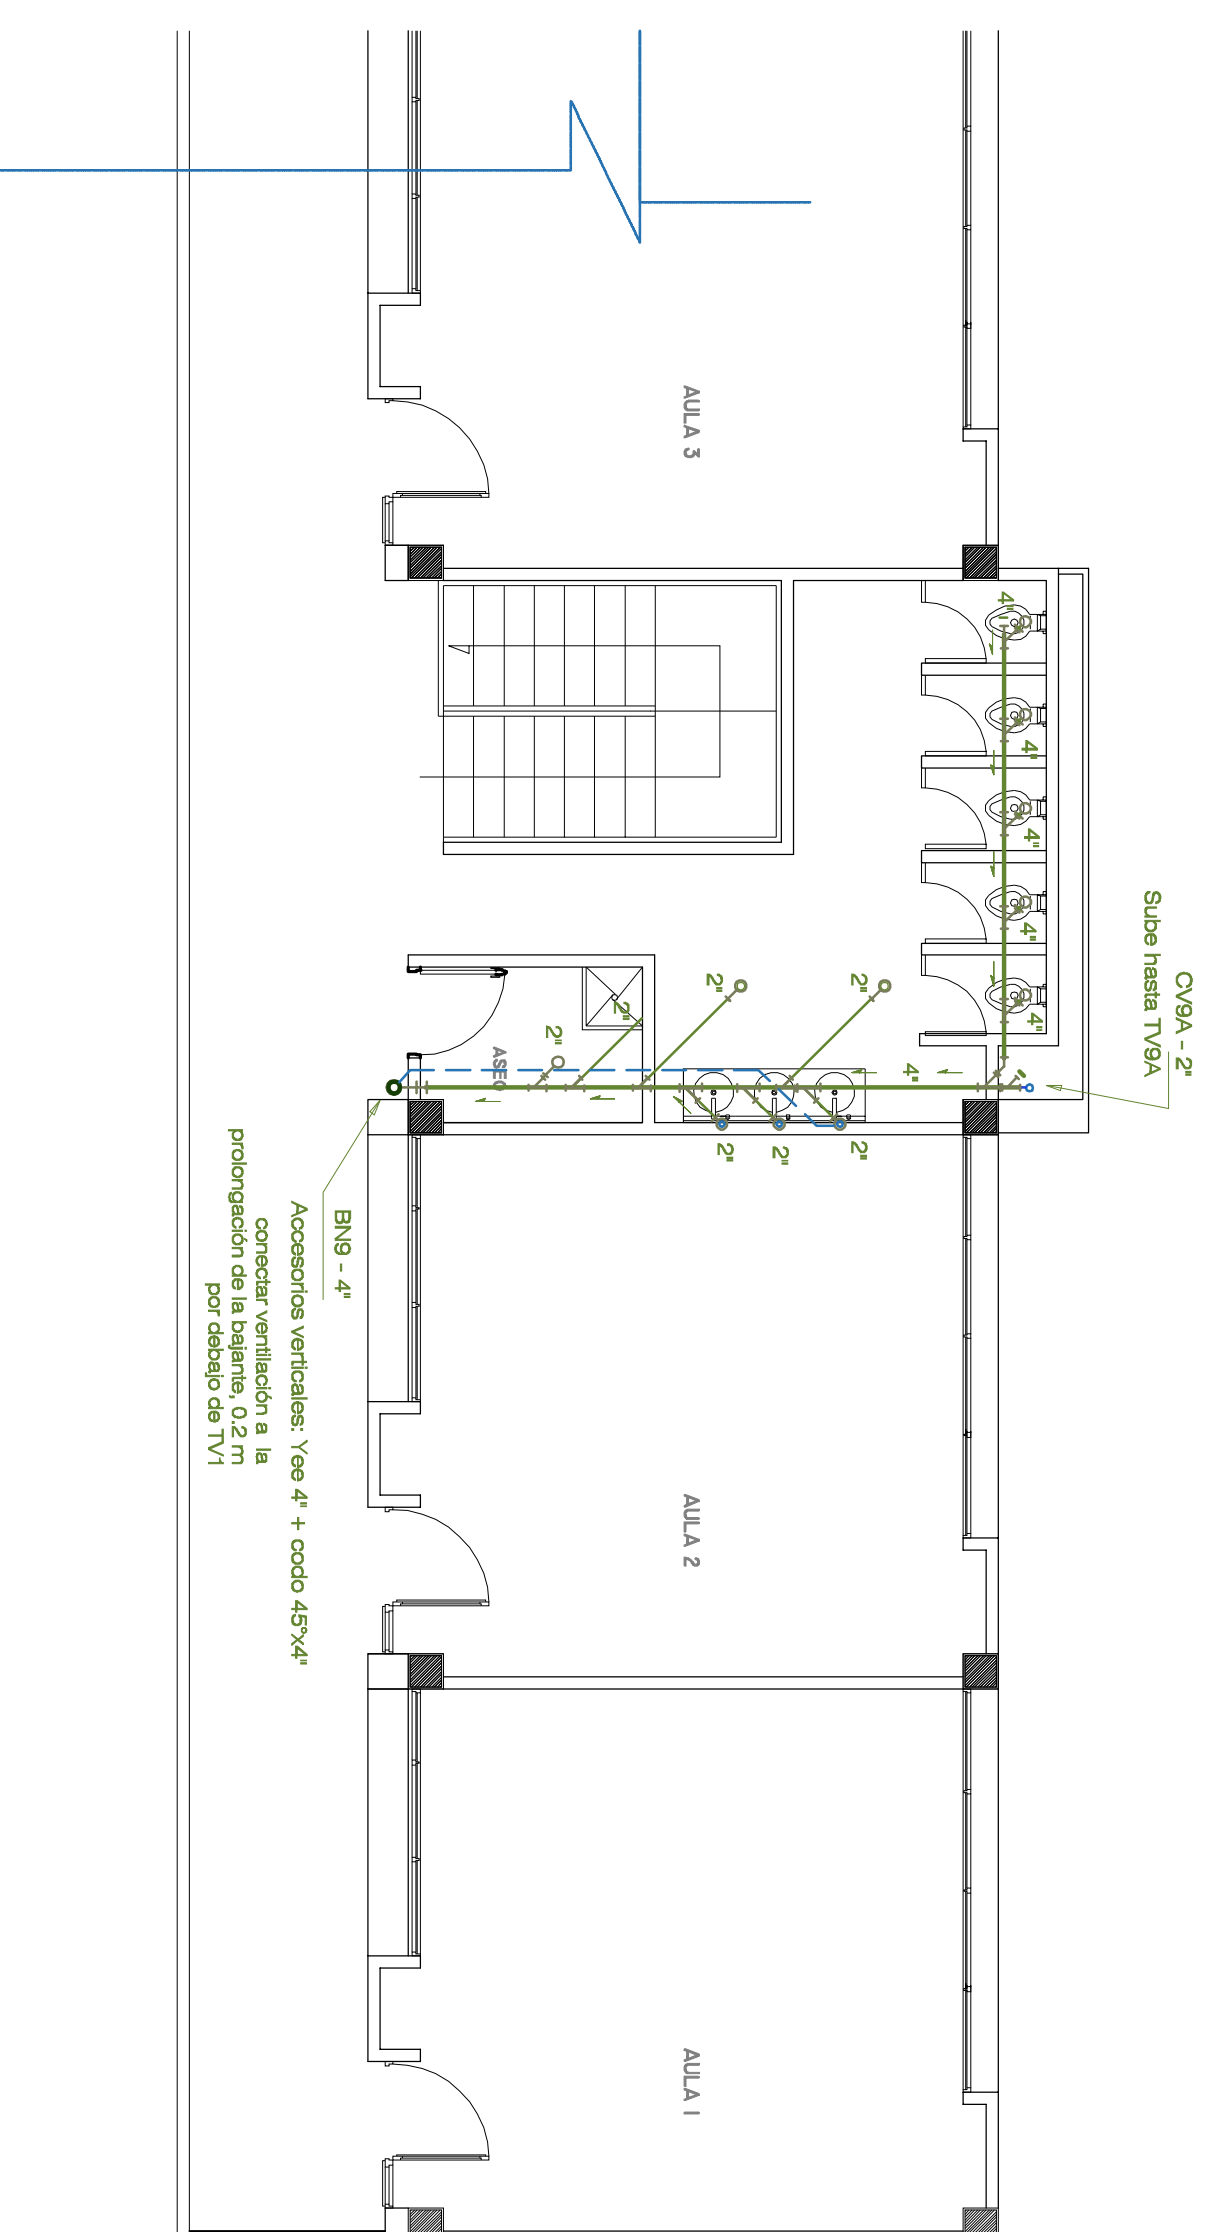 CV9A - 2"
Sube hasta TV9A
4"
4"
4"
4"
4"
4"
2"
2"
2"
2"
2"
2"
2"
AULA 3
ASEO
AULA 2
AULA 1
BN9 - 4"
Accesorios verticales: Yee 4" + codo 45°x4"
conectar ventilación a la
prolongación de la bajante, 0.2 m
por debajo de TV1